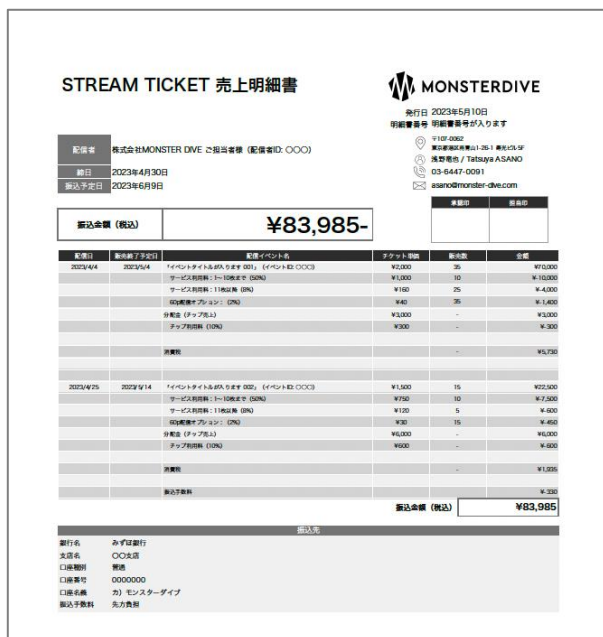 STREAM TICKET 売上明細書
MONSTERDIVE
発行日 2023年5月10日
明細書番号 明細書番号が入ります
〒107-0062
東京都港区南青山1-26-1 寿光ビル5F
浅野竜也 / Tatsuya ASANO
03-6447-0091
asano@monster-dive.com
配信者 株式会社MONSTER DIVE ご担当者様（配信者ID: 〇〇〇）
締日 2023年4月30日
振込予定日 2023年6月9日
承認印 担当印
振込金額（税込） ¥83,985-
配信日 販売終了予定日 配信イベント名 チケット単価 販売数 金額
2023/4/4 2023/5/4 「イベントタイトルが入ります 001」（イベントID: 〇〇〇） ¥2,000 35 ¥70,000
サービス利用料：1〜10枚まで（50%） ¥1,000 10 ¥-10,000
サービス利用料：11枚以降（8%） ¥160 25 ¥-4,000
60p配信オプション：（2%） ¥40 35 ¥-1,400
分配金（チップ売上） ¥3,000 - ¥3,000
チップ利用料（10%） ¥300 - ¥-300
消費税 - ¥5,730
2023/4/25 2023/5/14 「イベントタイトルが入ります 002」（イベントID: 〇〇〇） ¥1,500 15 ¥22,500
サービス利用料：1〜10枚まで（50%） ¥750 10 ¥-7,500
サービス利用料：11枚以降（8%） ¥120 5 ¥-600
60p配信オプション：（2%） ¥30 15 ¥-450
分配金（チップ売上） ¥6,000 - ¥6,000
チップ利用料（10%） ¥600 - ¥-600
消費税 - ¥1,935
振込手数料 ¥-330
振込金額（税込） ¥83,985
振込先
銀行名 みずほ銀行
支店名 〇〇支店
口座種別 普通
口座番号 0000000
口座名義 カ）モンスターダイブ
振込手数料 先方負担